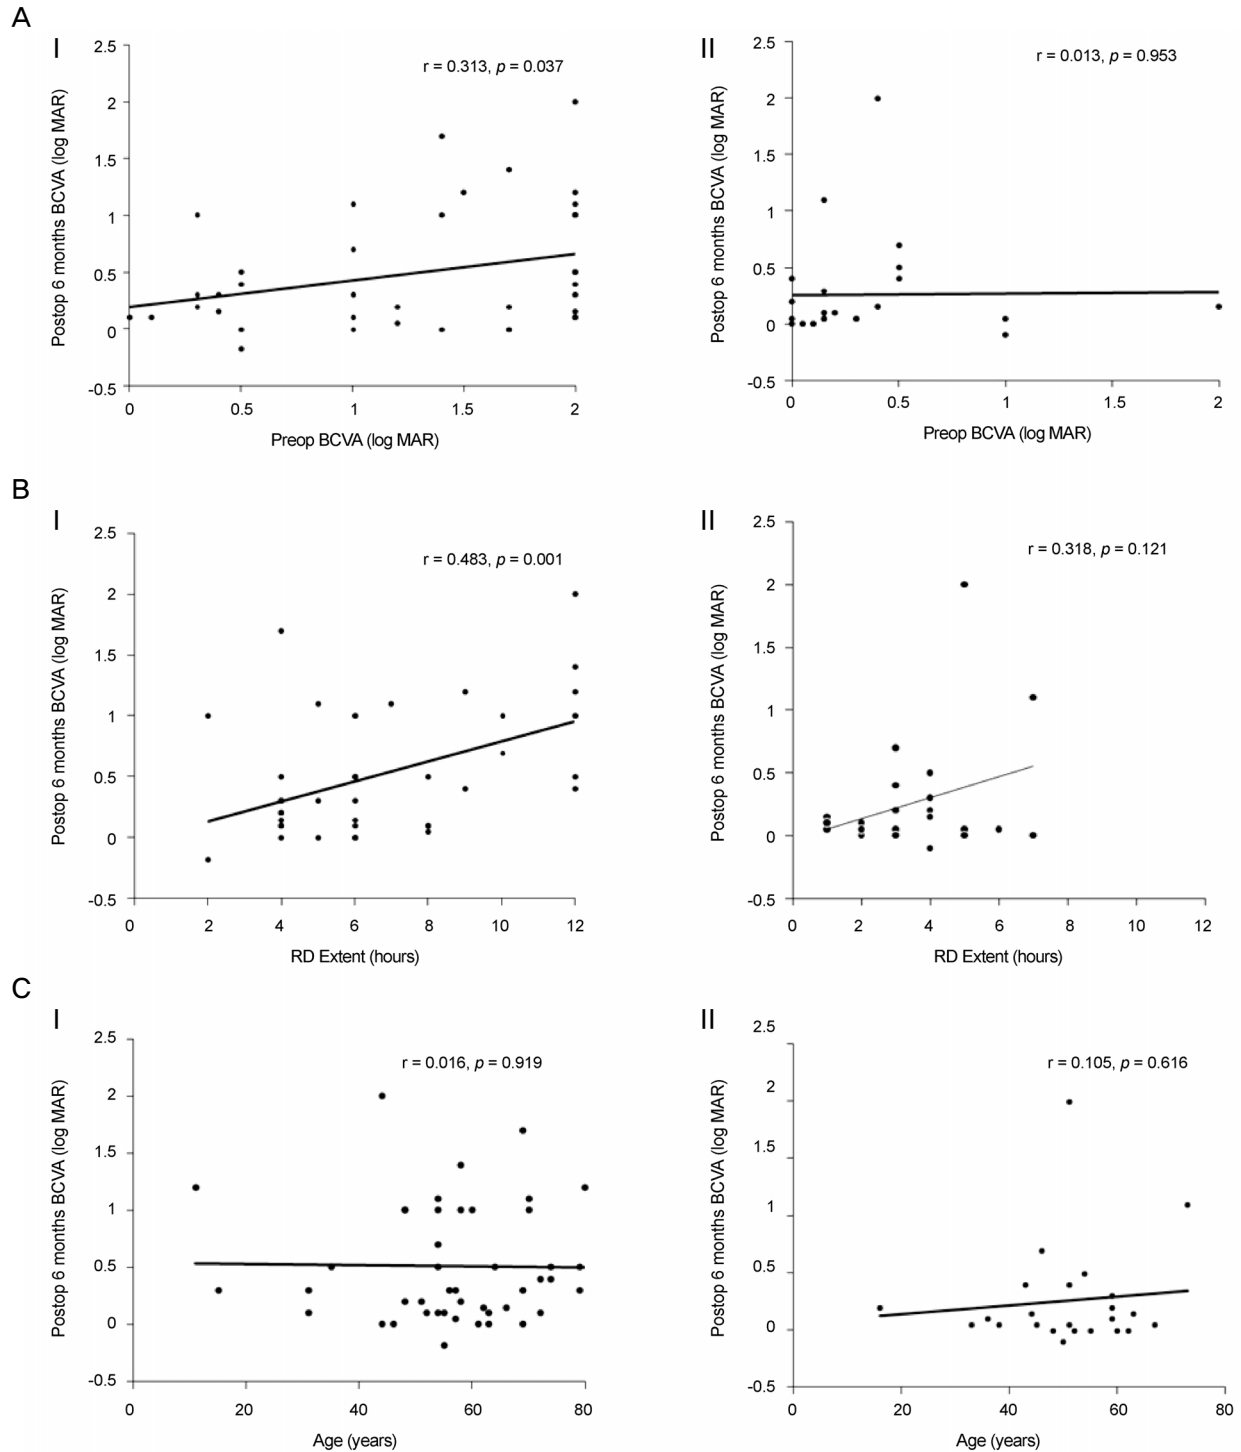 A
I
r = 0.313, p = 0.037
Postop 6 months BCVA (log MAR)
2.5
2
1.5
1
0.5
0
-0.5
0 0.5 1 1.5 2
Preop BCVA (log MAR)
II
r = 0.013, p = 0.953
Postop 6 months BCVA (log MAR)
2.5
2
1.5
1
0.5
0
-0.5
0 0.5 1 1.5 2
Preop BCVA (log MAR)
B
I
r = 0.483, p = 0.001
Postop 6 months BCVA (log MAR)
2.5
2
1.5
1
0.5
0
-0.5
0 2 4 6 8 10 12
RD Extent (hours)
II
r = 0.318, p = 0.121
Postop 6 months BCVA (log MAR)
2.5
2
1.5
1
0.5
0
-0.5
0 2 4 6 8 10 12
RD Extent (hours)
C
I
r = 0.016, p = 0.919
Postop 6 months BCVA (log MAR)
2.5
2
1.5
1
0.5
0
-0.5
0 20 40 60 80
Age (years)
II
r = 0.105, p = 0.616
Postop 6 months BCVA (log MAR)
2.5
2
1.5
1
0.5
0
-0.5
0 20 40 60 80
Age (years)